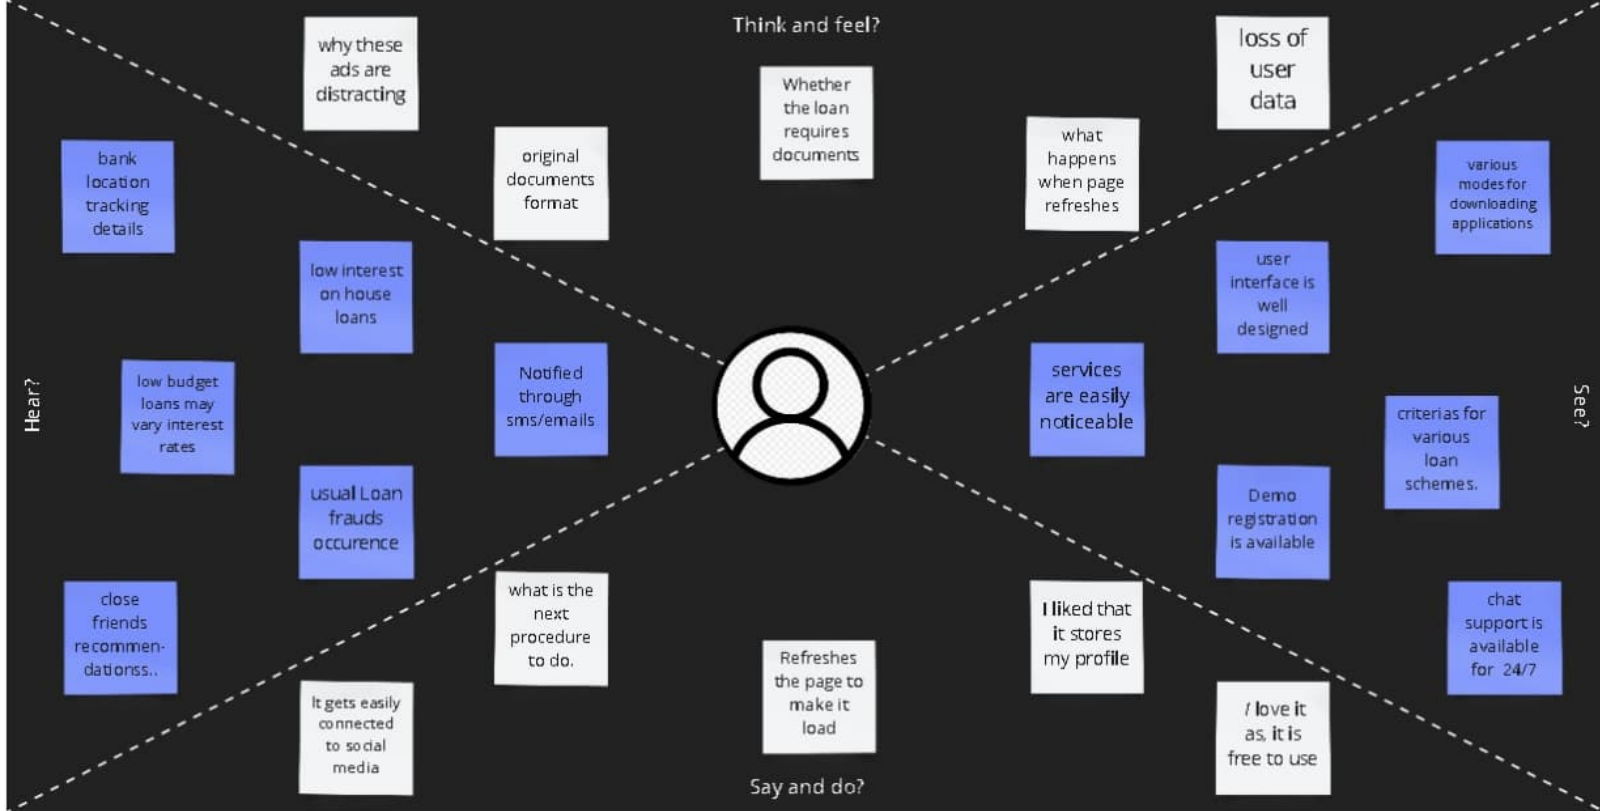 Think and feel?
why these
ads are
distracting
original
documents
format
Whether
the loan
requires
documents
what
happens
when page
refreshes
loss of
user
data
Hear?
bank
location
tracking
details
low interest
on house
loans
low budget
loans may
vary interest
rates
Notified
through
sms/emails
usual Loan
frauds
occurence
close
friends
recommen-
dationss..
See?
various
modes for
downloading
applications
user
interface is
well
designed
services
are easily
noticeable
criterias for
various
loan
schemes.
Demo
registration
is available
chat
support is
available
for 24/7
what is the
next
procedure
to do.
It gets easily
connected
to social
media
Refreshes
the page to
make it
load
I liked that
it stores
my profile
I love it
as, it is
free to use
Say and do?